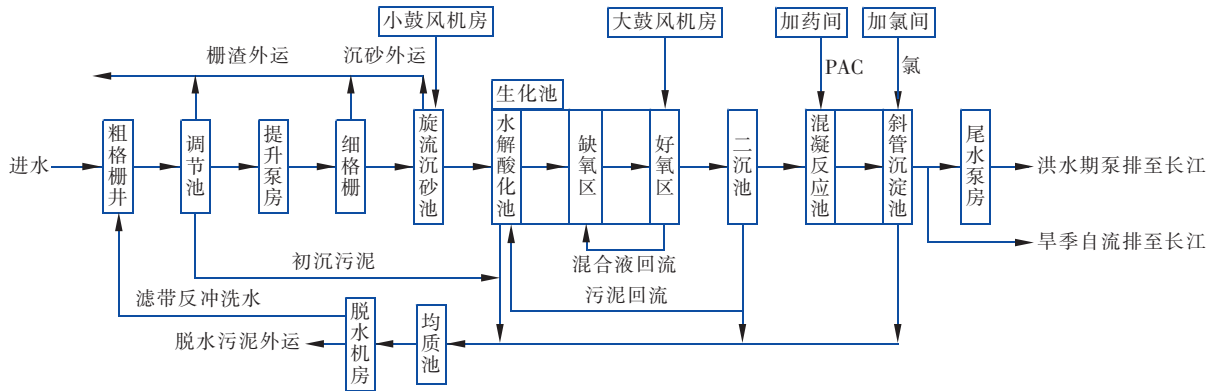 小鼓风机房
大鼓风机房
加药间
加氯间
栅渣外运
沉砂外运
PAC
氯
生化池
进水
粗格栅井
调节池
提升泵房
细格栅
旋流沉砂池
水解酸化池
缺氧区
好氧区
二沉池
混凝反应池
斜管沉淀池
尾水泵房
洪水期泵排至长江
旱季自流排至长江
初沉污泥
混合液回流
污泥回流
滤带反冲洗水
脱水污泥外运
脱水机房
均质池